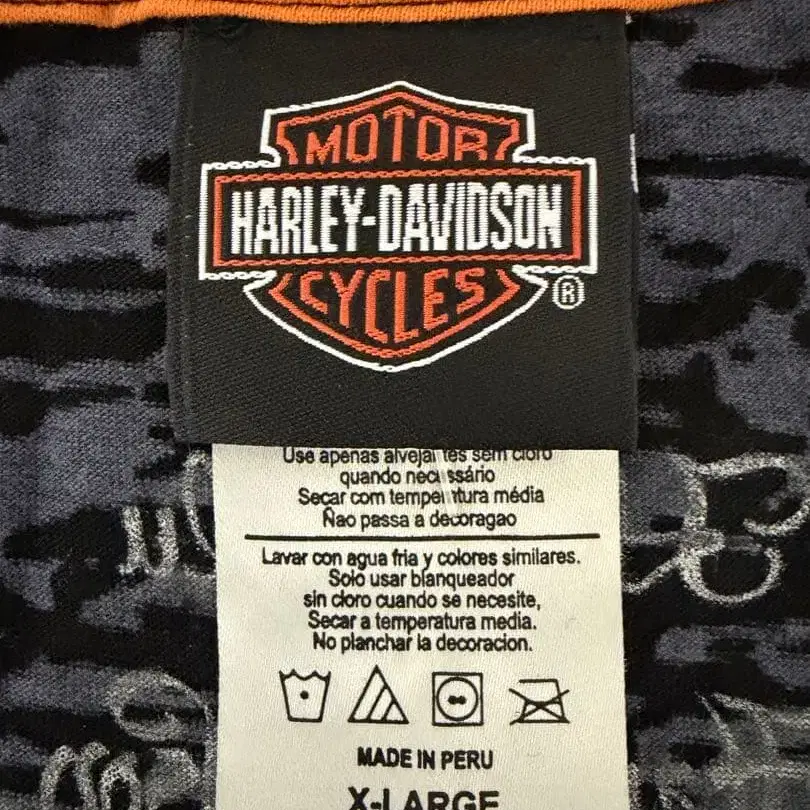 MOTOR
HARLEY-DAVIDSON
CYCLES
®
Use apenas alvejantes sem cloro
quando necessário
Secar com temperatura média
Ñao passa a decoragao
Lavar con agua fria y colores similares.
Solo usar blanqueador
sin cloro cuando se necesite,
Secar a temperatura media.
No planchar la decoracion.
MADE IN PERU
X-LARGE